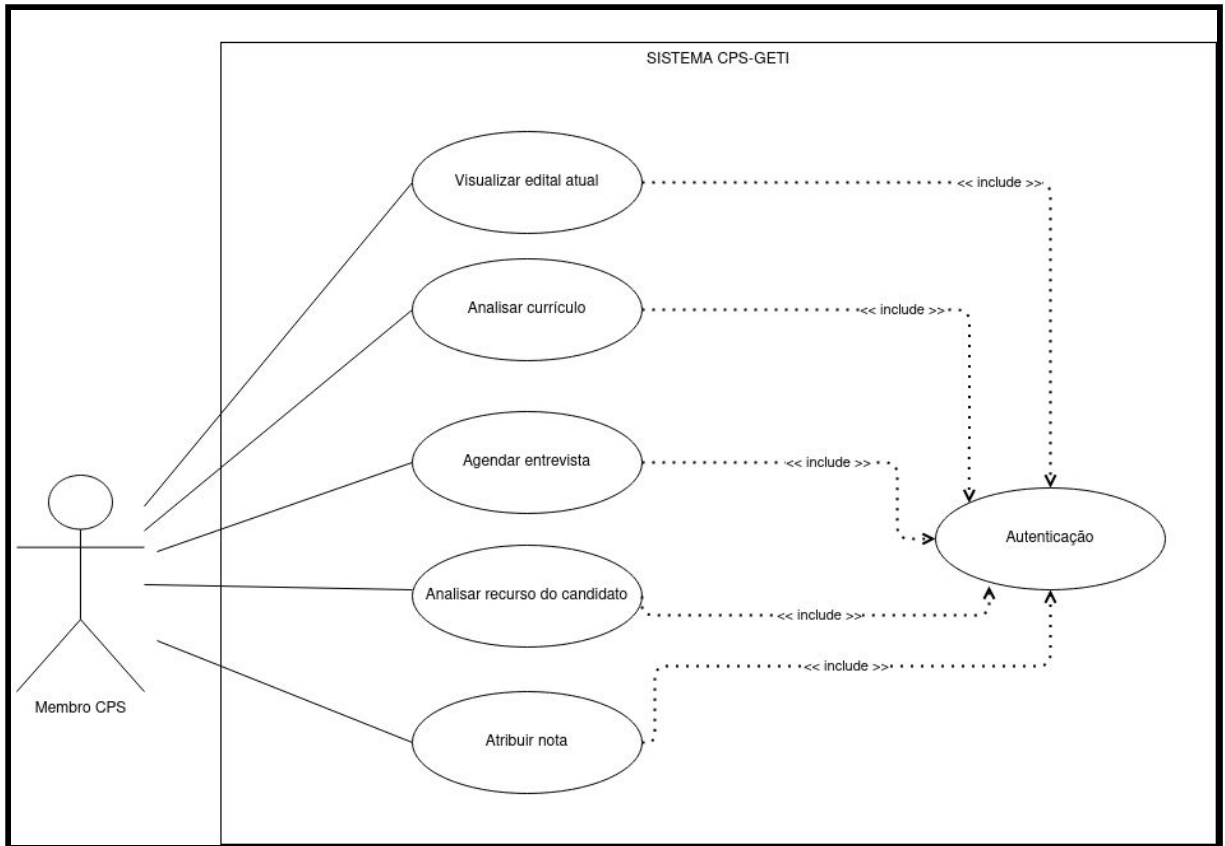 SISTEMA CPS-GETI
Visualizar edital atual
<< include >>
Analisar currículo
<< include >>
Agendar entrevista
<< include >>
Autenticação
Analisar recurso do candidato
<< include >>
<< include >>
Membro CPS
Atribuir nota